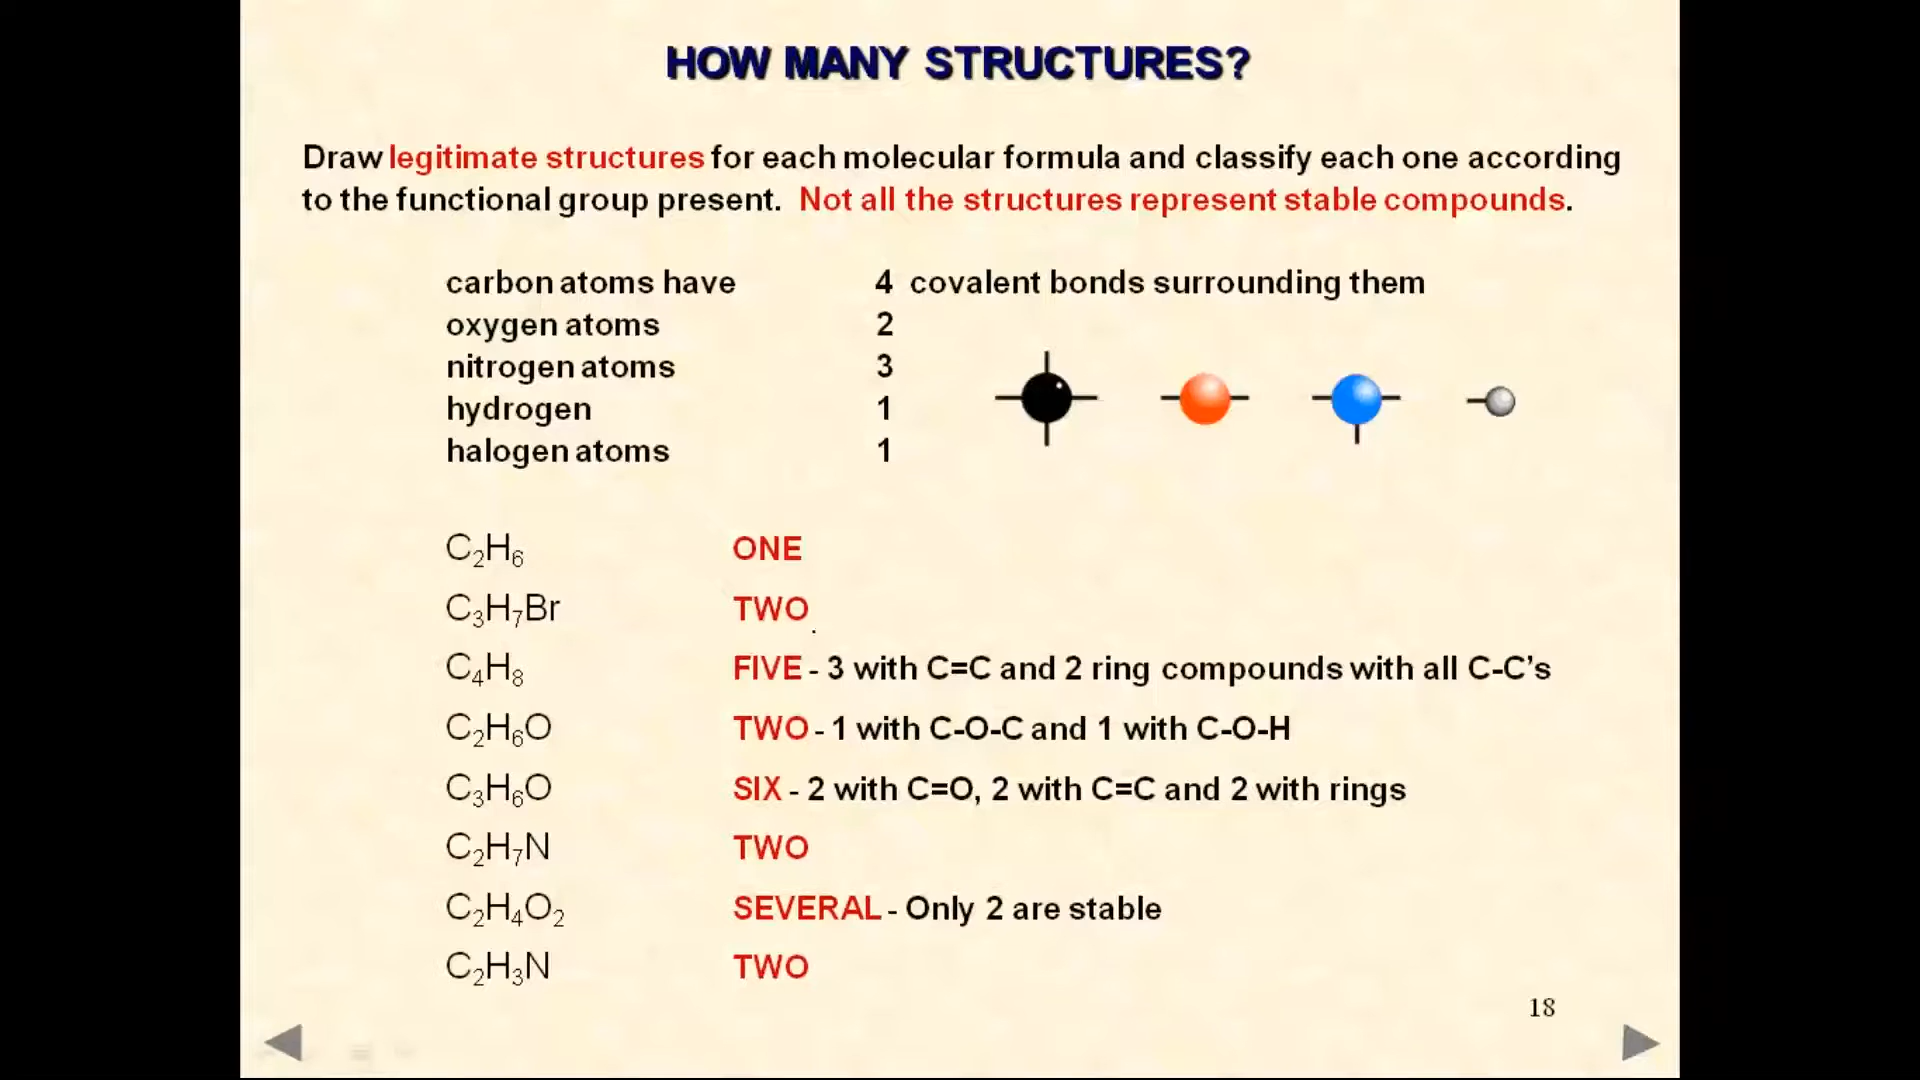 HOW MANY STRUCTURES?
Draw legitimate structures for each molecular formula and classify each one according
to the functional group present. Not all the structures represent stable compounds.
carbon atoms have 4 covalent bonds surrounding them
oxygen atoms 2
nitrogen atoms 3
hydrogen 1
halogen atoms 1
C₂H₆ ONE
C₃H₇Br TWO
C₄H₈ FIVE - 3 with C=C and 2 ring compounds with all C-C’s
C₂H₆O TWO - 1 with C-O-C and 1 with C-O-H
C₃H₆O SIX - 2 with C=O, 2 with C=C and 2 with rings
C₂H₇N TWO
C₂H₄O₂ SEVERAL - Only 2 are stable
C₂H₃N TWO
18